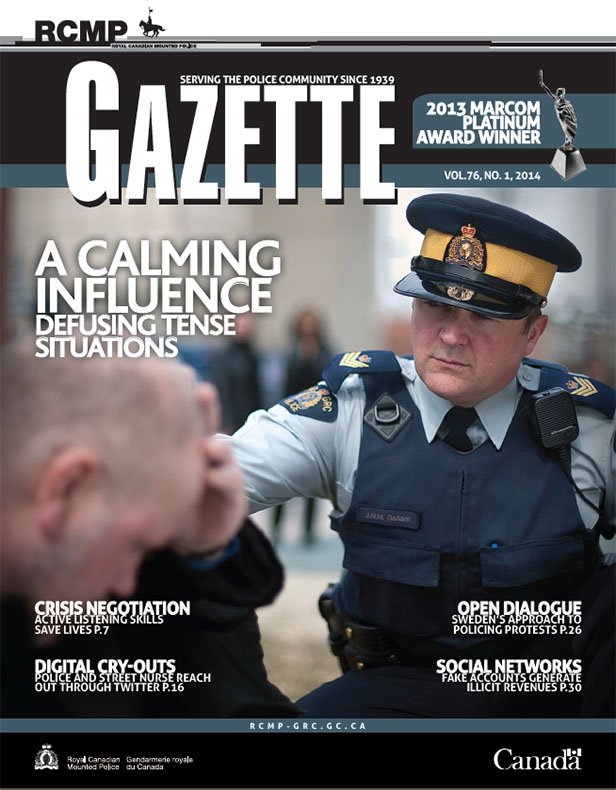 RCMP
ROYAL CANADIAN MOUNTED POLICE
SERVING THE POLICE COMMUNITY SINCE 1939
GAZETTE
2013 MARCOM
PLATINUM
AWARD WINNER
VOL.76, NO. 1, 2014
A CALMING
INFLUENCE
DEFUSING TENSE
SITUATIONS
GRC
POLICE
J.N.M. Gallant
CRISIS NEGOTIATION
ACTIVE LISTENING SKILLS
SAVE LIVES P.7
DIGITAL CRY-OUTS
POLICE AND STREET NURSE REACH
OUT THROUGH TWITTER P.16
OPEN DIALOGUE
SWEDEN'S APPROACH TO
POLICING PROTESTS P.26
SOCIAL NETWORKS
FAKE ACCOUNTS GENERATE
ILLICIT REVENUES P.30
RCMP-GRC.GC.CA
Royal Canadian Gendarmerie royale
Mounted Police du Canada
Canada